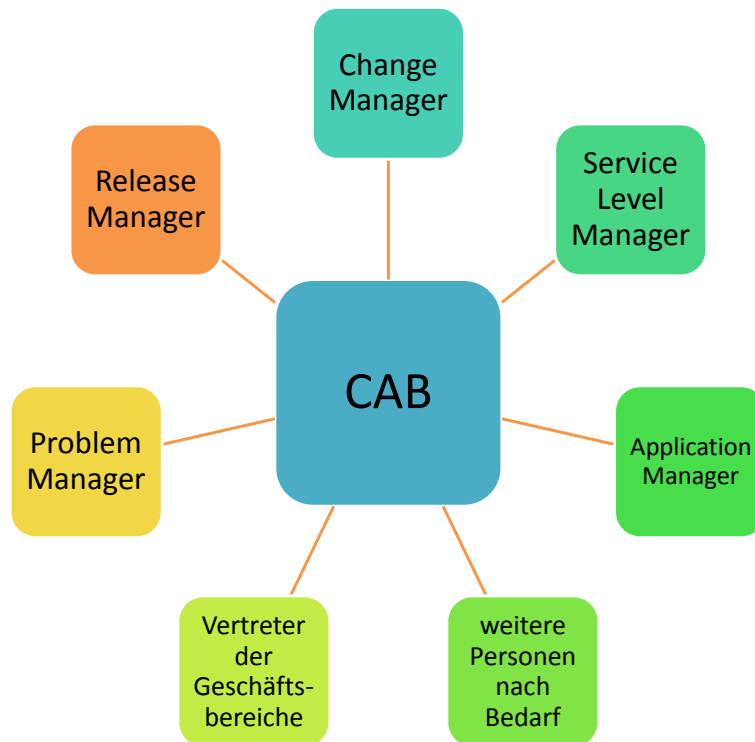 Change
Manager
Service
Level
Manager
Release
Manager
CAB
Problem
Manager
Application
Manager
Vertreter
der
Geschäfts-
bereiche
weitere
Personen
nach
Bedarf